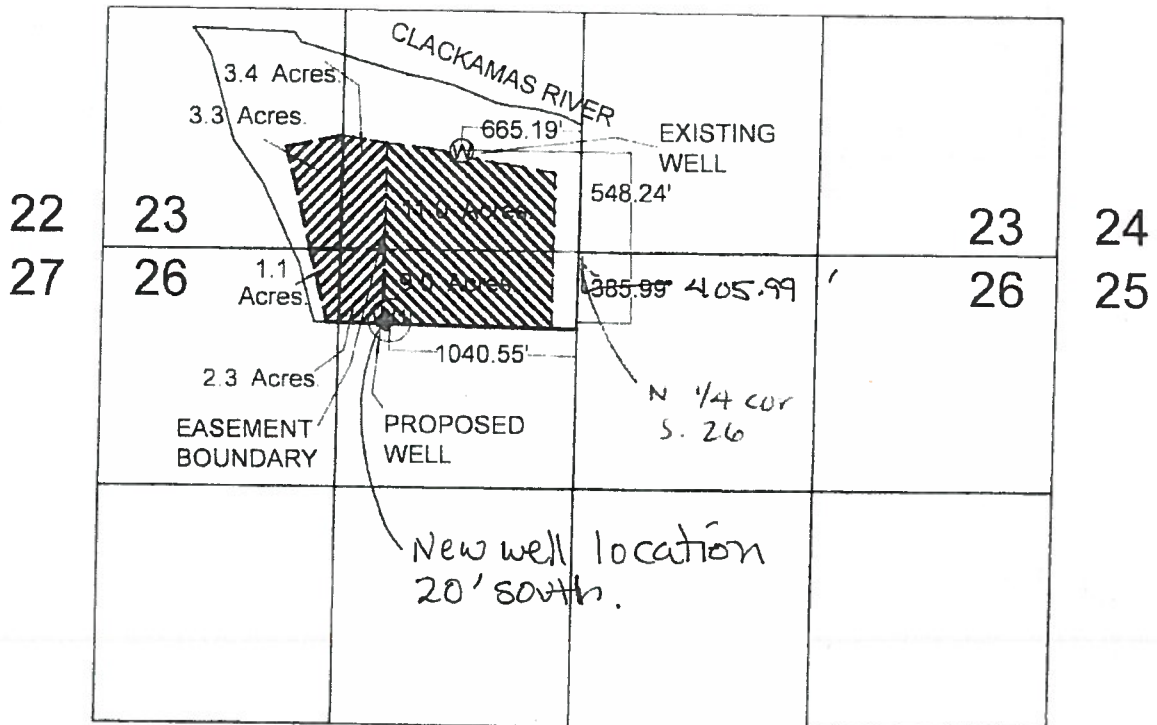 CLACKAMAS RIVER
3.4 Acres.
3.3 Acres.
665.19'
EXISTING
WELL
W
548.24'
11.0 Acres.
22 23
23 24
27 26
26 25
1.1
Acres.
9.0 Acres.
385.99' 405.99'
1040.55'
2.3 Acres.
N 1/4 cor
S. 26
EASEMENT
BOUNDARY
PROPOSED
WELL
New well location
20' south.